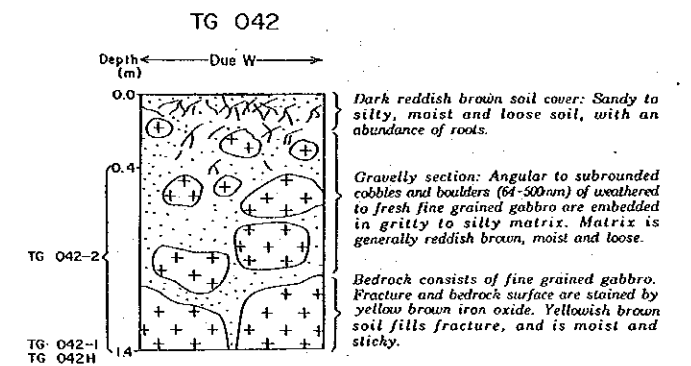 TG 042
Depth
(m)
Due W
0.0
Dark reddish brown soil cover: Sandy to
silty, moist and loose soil, with an
abundance of roots.
0.4
Gravelly section: Angular to subrounded
cobbles and boulders (64-500mm) of weathered
to fresh fine grained gabbro are embedded
in gritty to silty matrix. Matrix is
generally reddish brown, moist and loose.
TG 042-2
Bedrock consists of fine grained gabbro.
Fracture and bedrock surface are stained by
yellow brown iron oxide. Yellowish brown
soil fills fracture, and is moist and
sticky.
TG 042-1
TG 042H
1.4